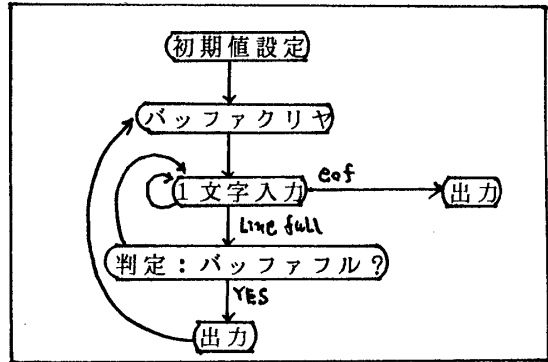 初期値設定
バッファクリヤ
1文字入力
eof
出力
Line full
判定：バッファフル？
YES
出力